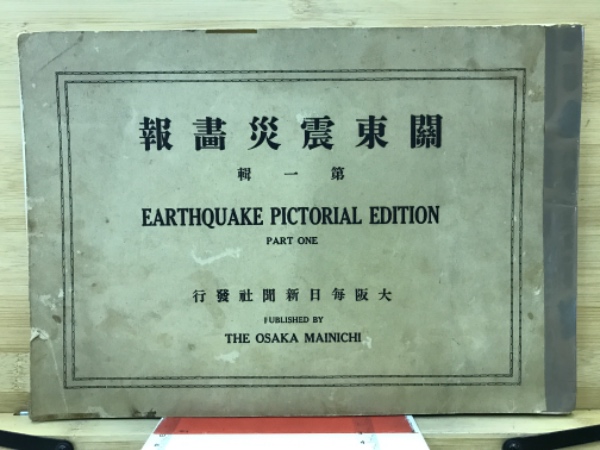 關東震災畫報
第一輯
EARTHQUAKE PICTORIAL EDITION
PART ONE
大阪每日新聞社發行
PUBLISHED BY
THE OSAKA MAINICHI